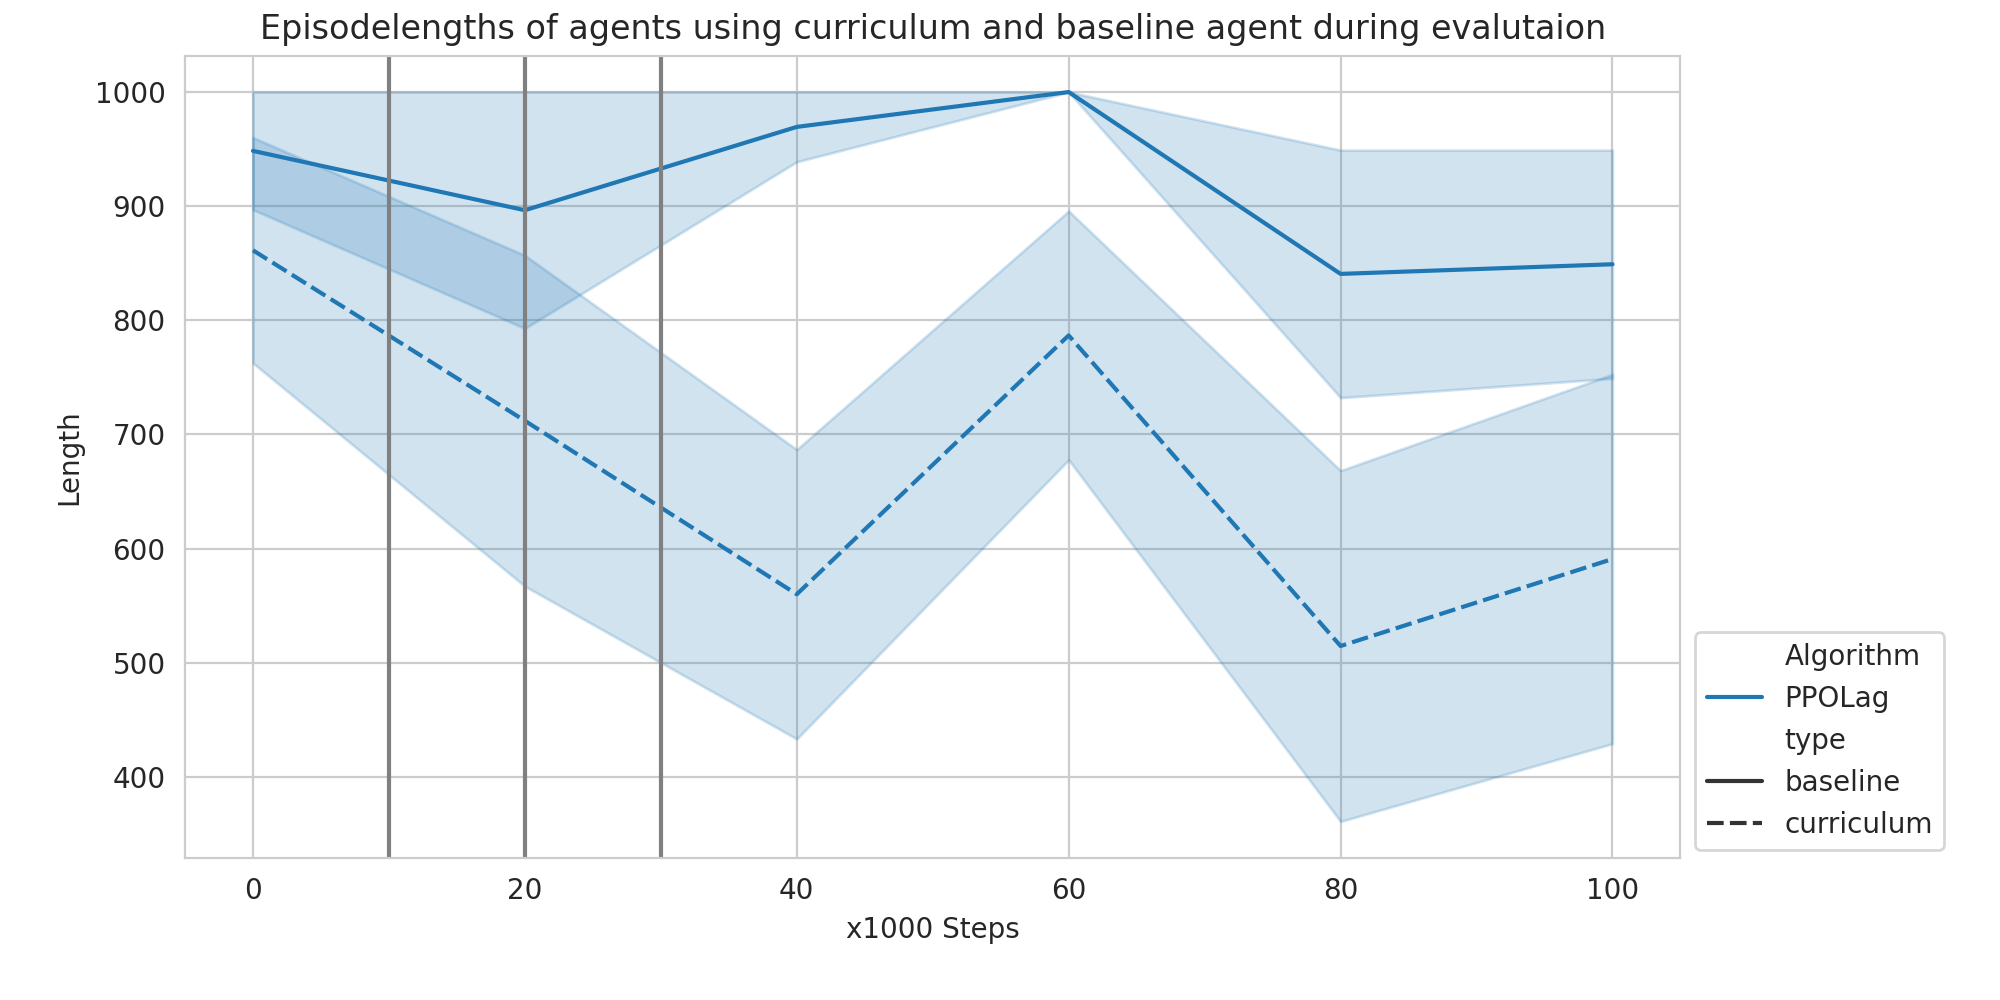 Episodelengths of agents using curriculum and baseline agent during evalutaion
1000
900
800
700
600
500
400
Length
0 20 40 60 80 100
x1000 Steps
Algorithm
PPOLag
type
baseline
curriculum